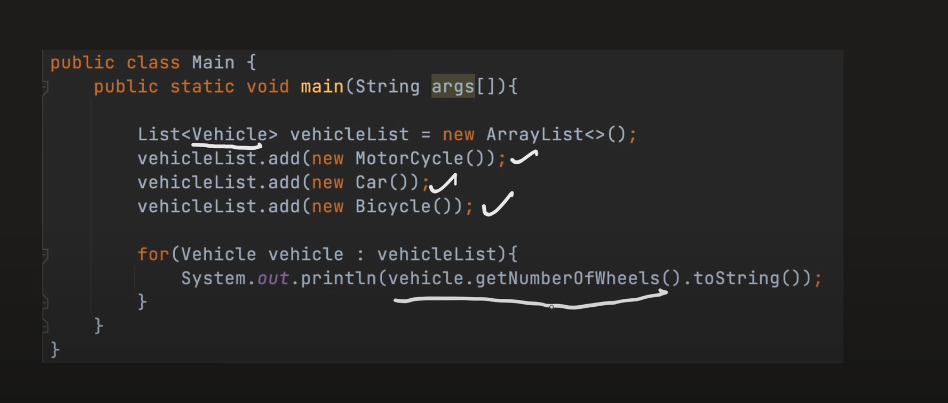 public class Main {
public static void main(String args[]){
List<Vehicle> vehicleList = new ArrayList<>();
vehicleList.add(new MotorCycle());
vehicleList.add(new Car());
vehicleList.add(new Bicycle());
for(Vehicle vehicle : vehicleList){
System.out.println(vehicle.getNumberOfWheels().toString());
}
}
}